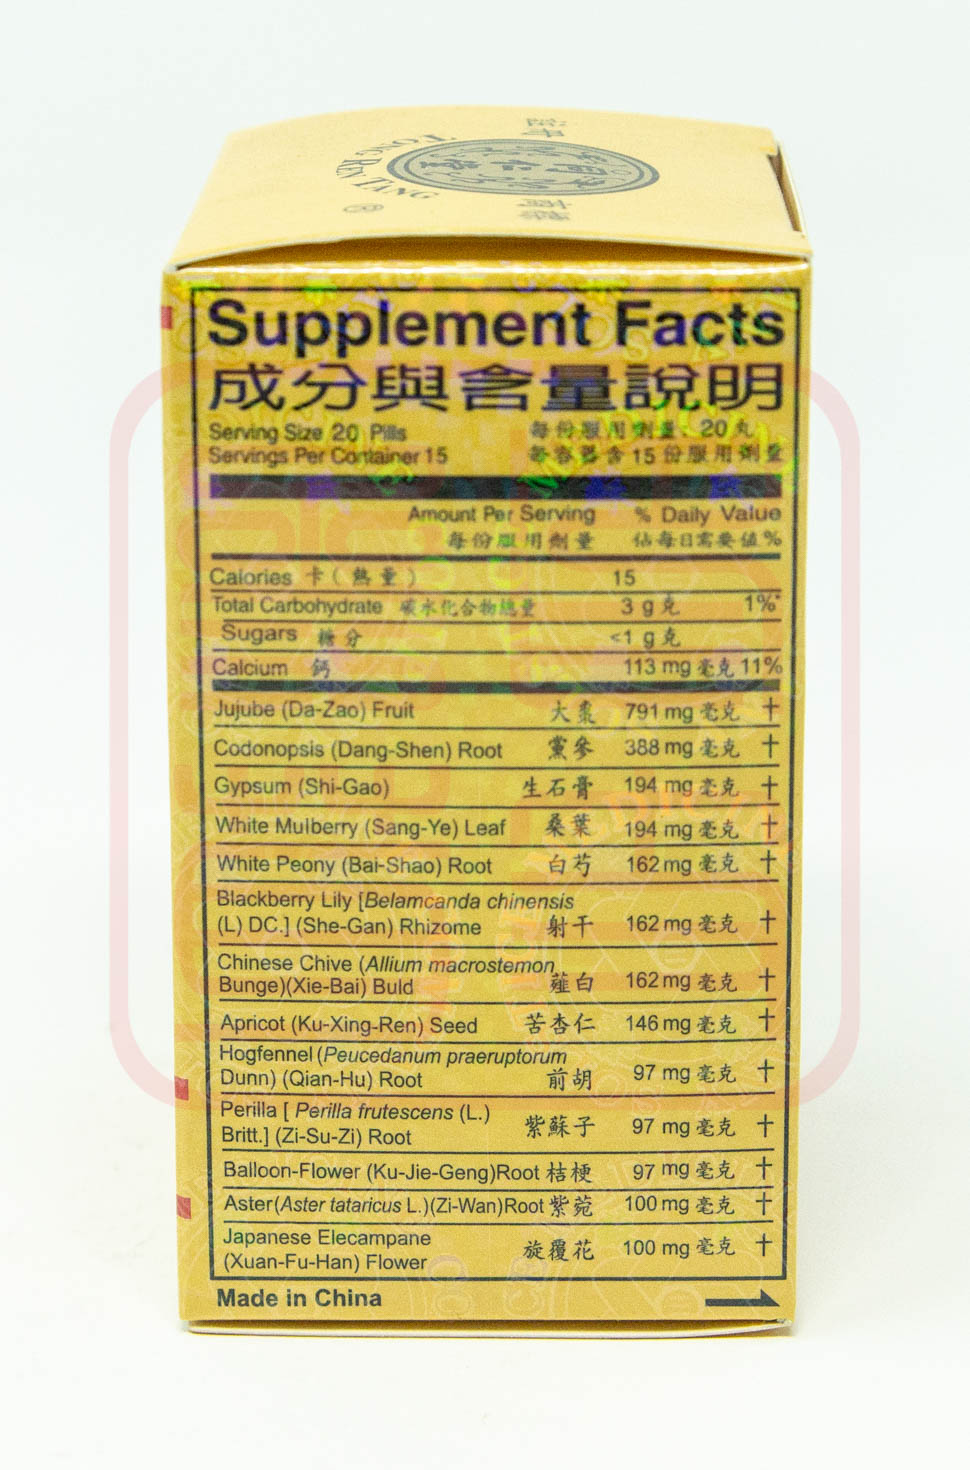 TONG REN TANG
Supplement Facts
成分與含量說明
Serving Size 20 Pills 每份服用劑量、20丸
Servings Per Container 15 每容器含 15 份服用劑量
Amount Per Serving % Daily Value
每份服用劑量 佔每日需要值%
Calories 卡（熱量） 15
Total Carbohydrate 碳水化合物總量 3 g 克 1%*
Sugars 糖分 <1 g 克
Calcium 鈣 113 mg 毫克 11%
Jujube (Da-Zao) Fruit 大棗 791 mg 毫克 †
Codonopsis (Dang-Shen) Root 黨參 388 mg 毫克 †
Gypsum (Shi-Gao) 生石膏 194 mg 毫克 †
White Mulberry (Sang-Ye) Leaf 桑葉 194 mg 毫克 †
White Peony (Bai-Shao) Root 白芍 162 mg 毫克 †
Blackberry Lily [Belamcanda chinensis
(L) DC.] (She-Gan) Rhizome 射干 162 mg 毫克 †
Chinese Chive (Allium macrostemon
Bunge)(Xie-Bai) Buld 薤白 162 mg 毫克 †
Apricot (Ku-Xing-Ren) Seed 苦杏仁 146 mg 毫克 †
Hogfennel (Peucedanum praeruptorum
Dunn) (Qian-Hu) Root 前胡 97 mg 毫克 †
Perilla [ Perilla frutescens (L.)
Britt.] (Zi-Su-Zi) Root 紫蘇子 97 mg 毫克 †
Balloon-Flower (Ku-Jie-Geng)Root 桔梗 97 mg 毫克 †
Aster(Aster tataricus L.)(Zi-Wan)Root 紫菀 100 mg 毫克 †
Japanese Elecampane
(Xuan-Fu-Han) Flower 旋覆花 100 mg 毫克 †
Made in China